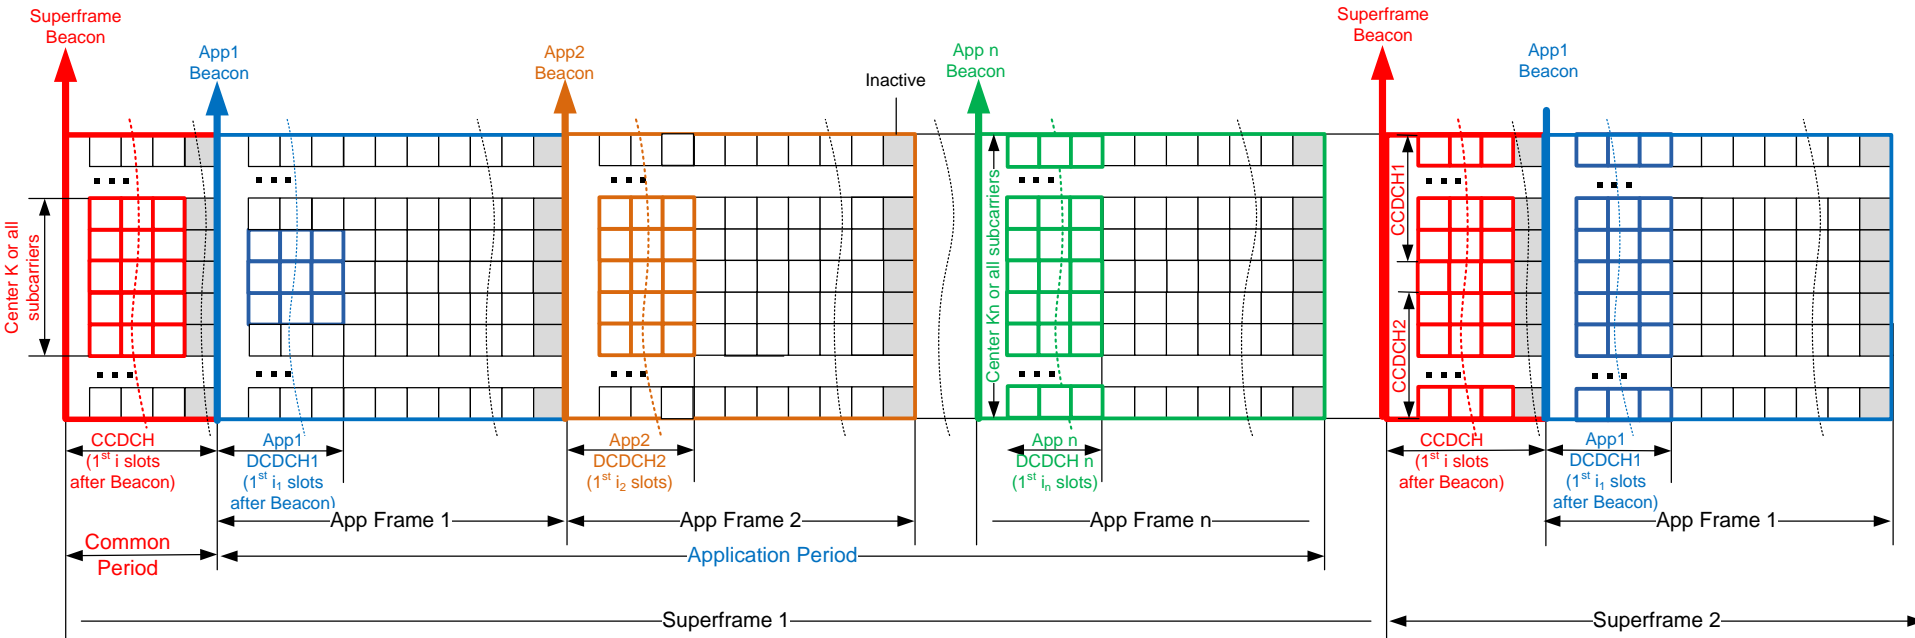 Superframe
Beacon
App1
Beacon
App2
Beacon
Inactive
App n
Beacon
Superframe
Beacon
App1
Beacon
Center K or all
subcarriers
Center Kn or all subcarriers
CCDCH1
CCDCH2
CCDCH
(1st i slots
after Beacon)
App1
DCDCH1
(1st i1 slots
after Beacon)
App2
DCDCH2
(1st i2 slots)
App n
DCDCH n
(1st in slots)
CCDCH
(1st i slots
after Beacon)
App1
DCDCH1
(1st i1 slots
after Beacon)
App Frame 1
App Frame 2
App Frame n
App Frame 1
Common
Period
Application Period
Superframe 1
Superframe 2